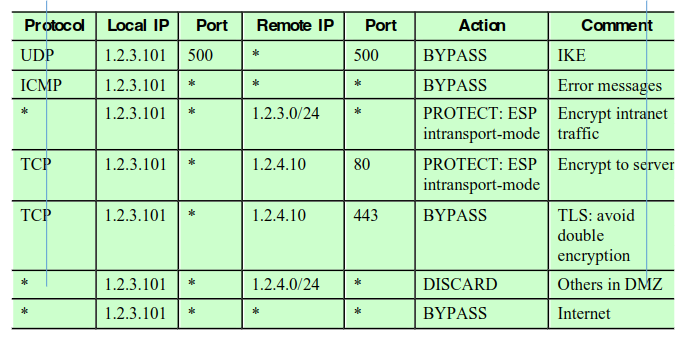 Protocol Local IP Port Remote IP Port Action Comment
UDP 1.2.3.101 500 * 500 BYPASS IKE
ICMP 1.2.3.101 * * * BYPASS Error messages
* 1.2.3.101 * 1.2.3.0/24 * PROTECT: ESP Encrypt intranet
intransport-mode traffic
TCP 1.2.3.101 * 1.2.4.10 80 PROTECT: ESP Encrypt to server
intransport-mode
TCP 1.2.3.101 * 1.2.4.10 443 BYPASS TLS: avoid
double
encryption
* 1.2.3.101 * 1.2.4.0/24 * DISCARD Others in DMZ
* 1.2.3.101 * * * BYPASS Internet